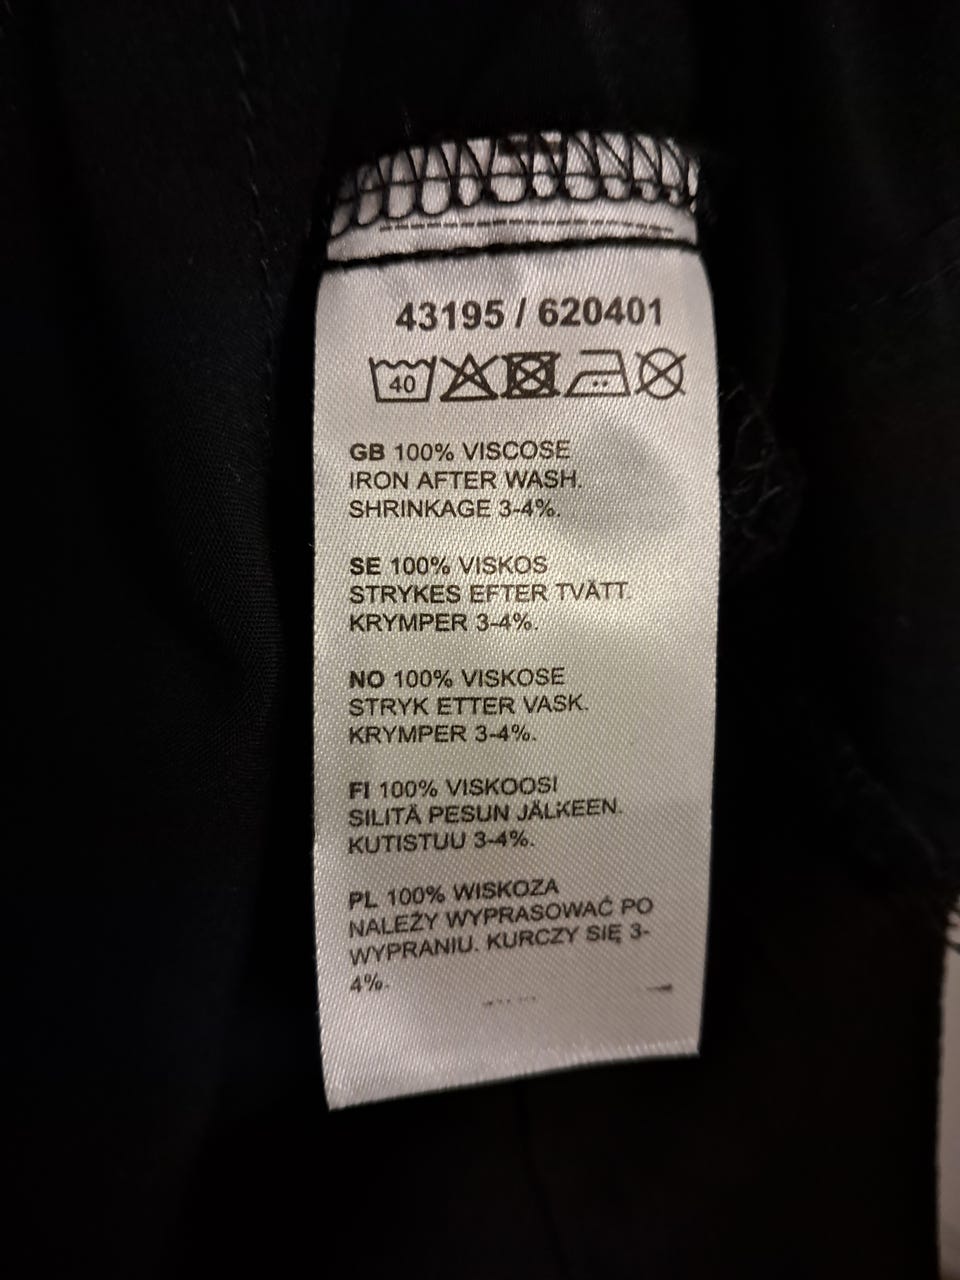 43195 / 620401
40
GB 100% VISCOSE
IRON AFTER WASH.
SHRINKAGE 3-4%.
SE 100% VISKOS
STRYKES EFTER TVÄTT.
KRYMPER 3-4%.
NO 100% VISKOSE
STRYK ETTER VASK.
KRYMPER 3-4%.
FI 100% VISKOOSI
SILITÄ PESUN JÄLKEEN.
KUTISTUU 3-4%.
PL 100% WISKOZA
NALEŻY WYPRASOWAĆ PO
WYPRANIU. KURCZY SIĘ 3-
4%.